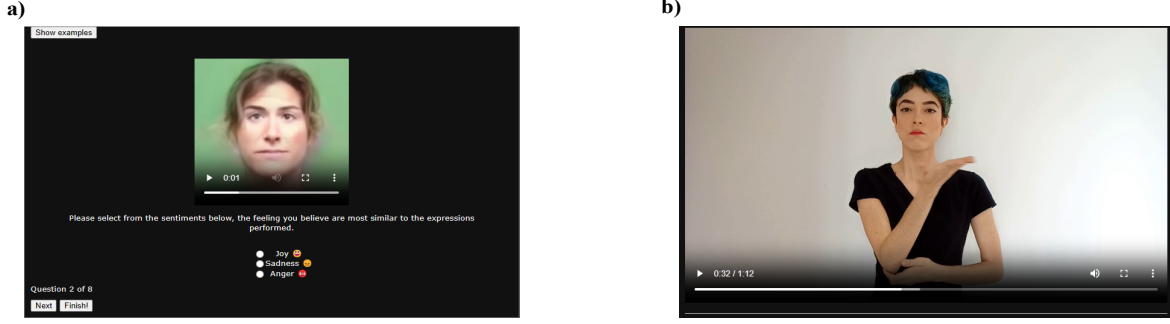 a)
b)
Show examples
0:01
Please select from the sentiments below, the feeling you believe are most similar to the expressions
performed.
Joy 😄
Sadness 😞
Anger 😡
Question 2 of 8
Next Finish!
0:32 / 1:12